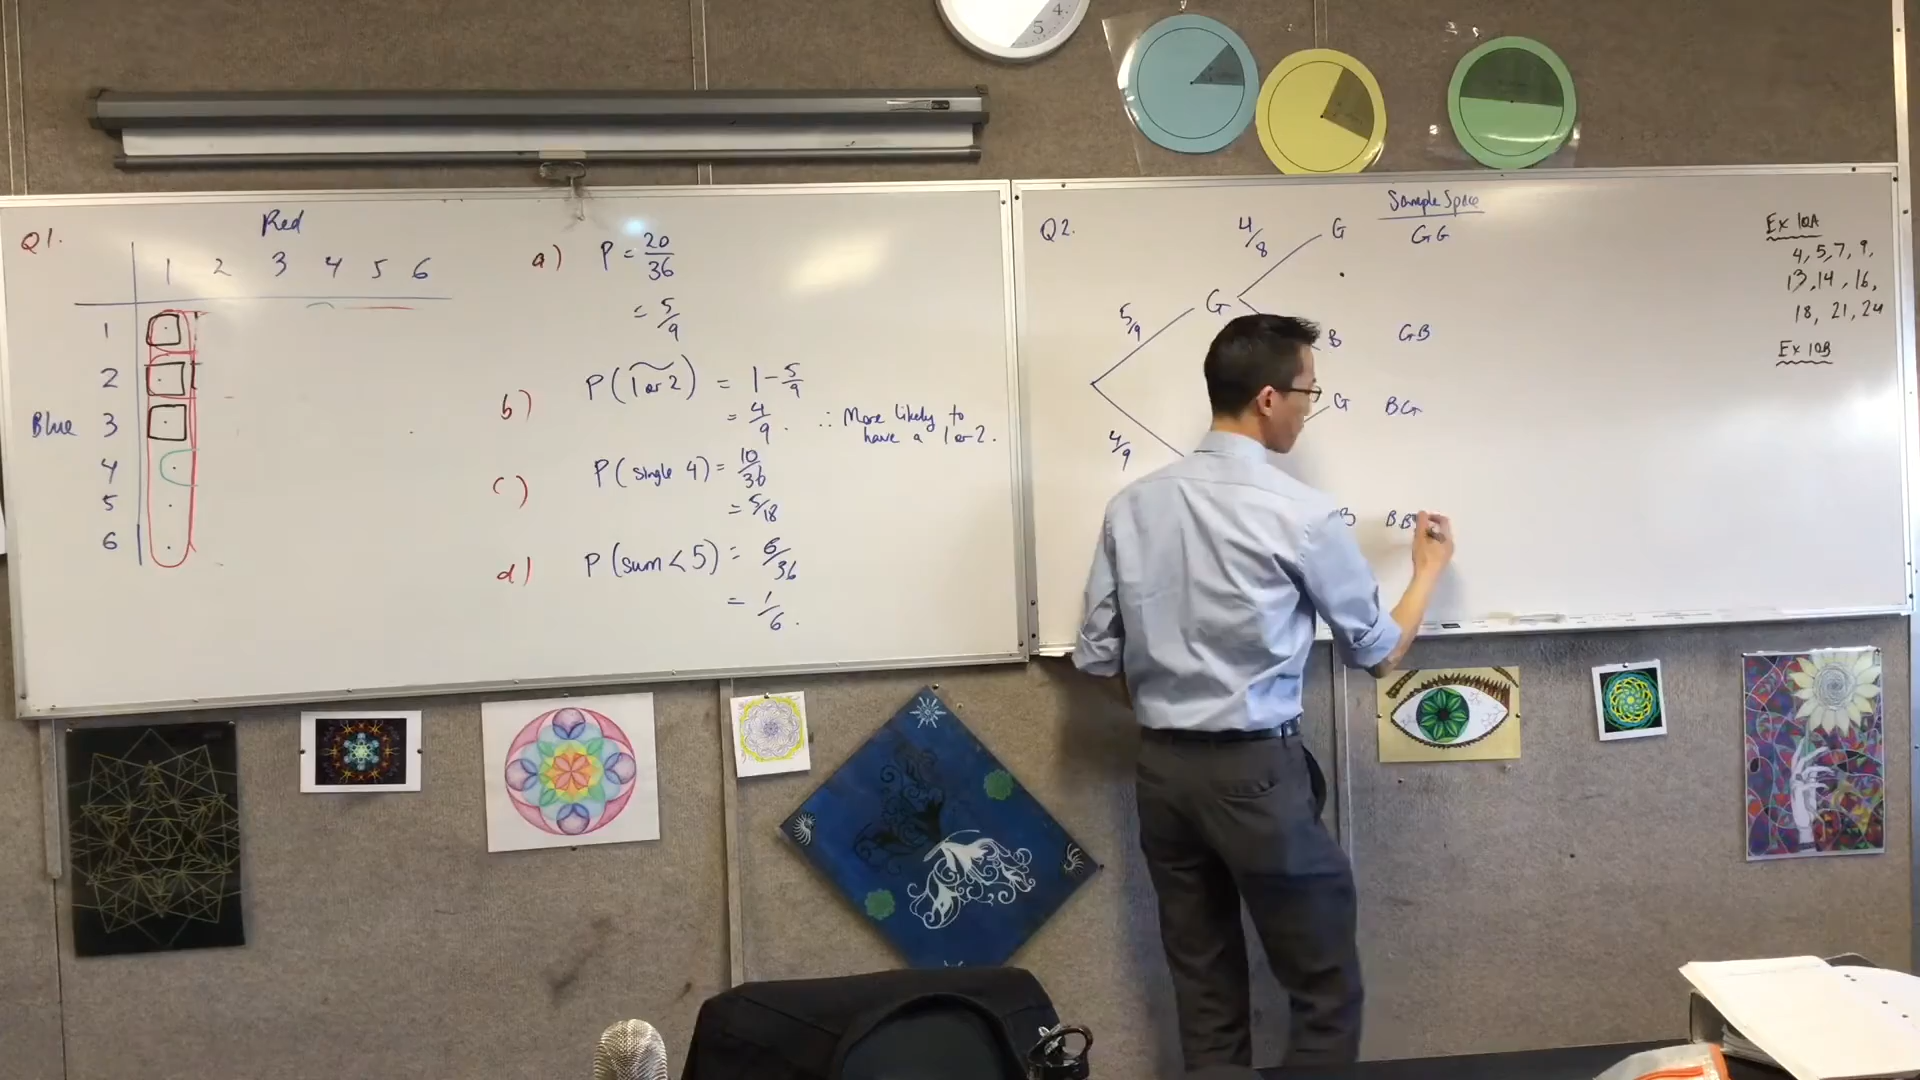 5 4.
Q1.
Red
1 2 3 4 5 6
1
2
Blue 3
4
5
6
a) P = 20/36
= 5/9
b) P(1 or 2) = 1 - 5/9
= 4/9. ∴ More likely to
have a 1 or 2.
c) P(single 4) = 10/36
= 5/18
d) P(sum < 5) = 6/36
= 1/6.
Q2.
Sample Space
4/8 G GG
5/9 G
B GB
G BG
4/9
B BB
Ex 10A
4, 5, 7, 9,
13, 14, 16,
18, 21, 24
Ex 10B